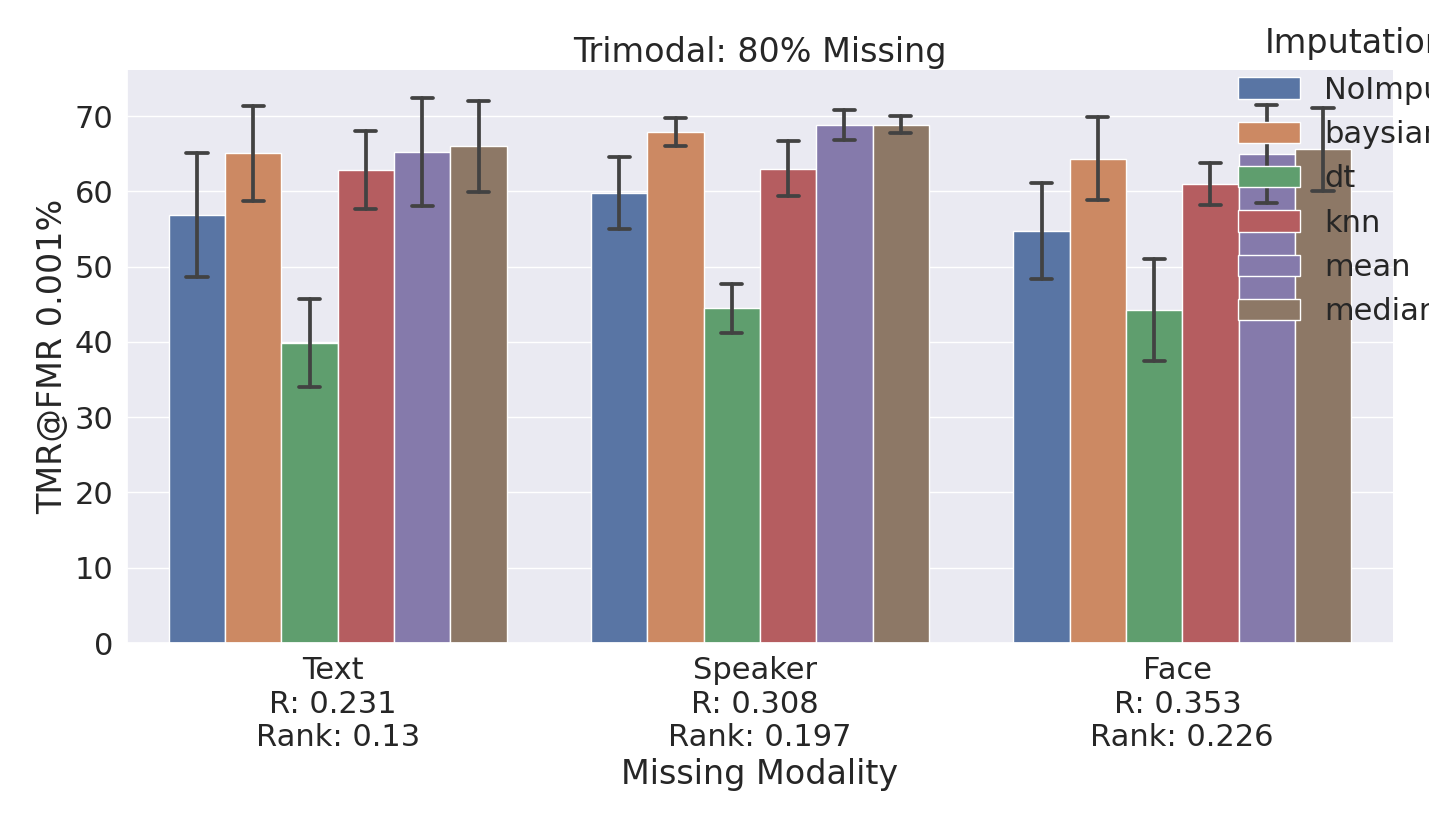 Trimodal: 80% Missing
Imputation
NoImpu
baysian
dt
knn
mean
median
TMR@FMR 0.001%
70
60
50
40
30
20
10
0
Text
R: 0.231
Rank: 0.13
Speaker
R: 0.308
Rank: 0.197
Face
R: 0.353
Rank: 0.226
Missing Modality